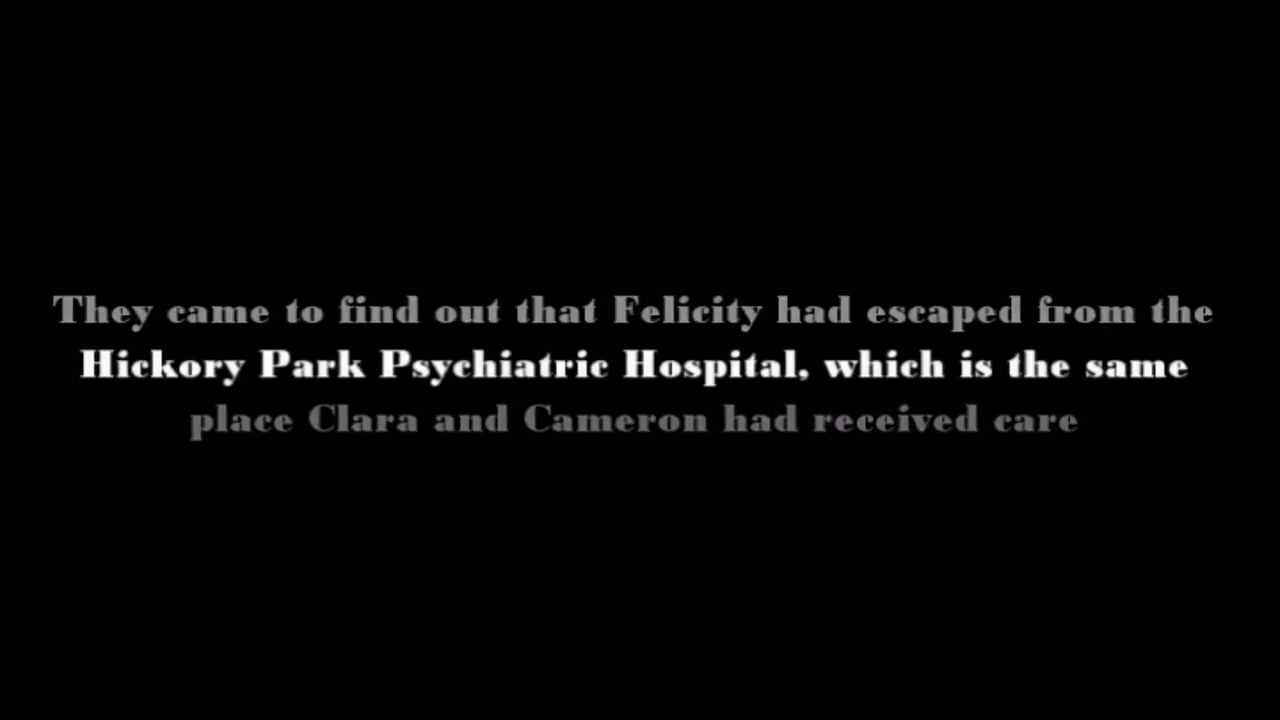 They came to find out that Felicity had escaped from the
Hickory Park Psychiatric Hospital, which is the same
place Clara and Cameron had received care